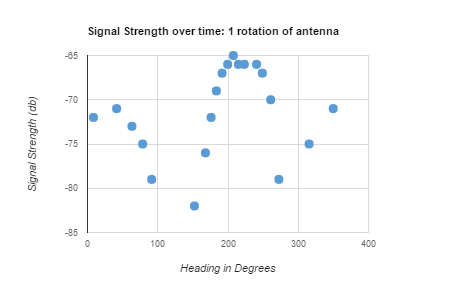 Signal Strength over time: 1 rotation of antenna
Signal Strength (db)
-65
-70
-75
-80
-85
0 100 200 300 400
Heading in Degrees